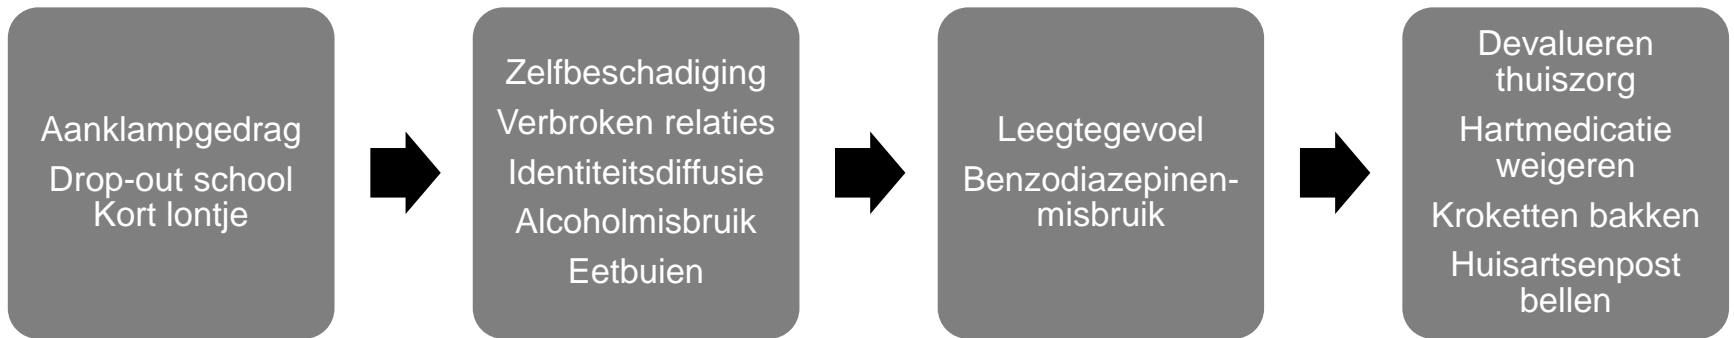 Aanklampgedrag
Drop-out school
Kort lontje
Zelfbeschadiging
Verbroken relaties
Identiteitsdiffusie
Alcoholmisbruik
Eetbuien
Leegtegevoel
Benzodiazepinen-
misbruik
Devalueren
thuiszorg
Hartmedicatie
weigeren
Kroketten bakken
Huisartsenpost
bellen